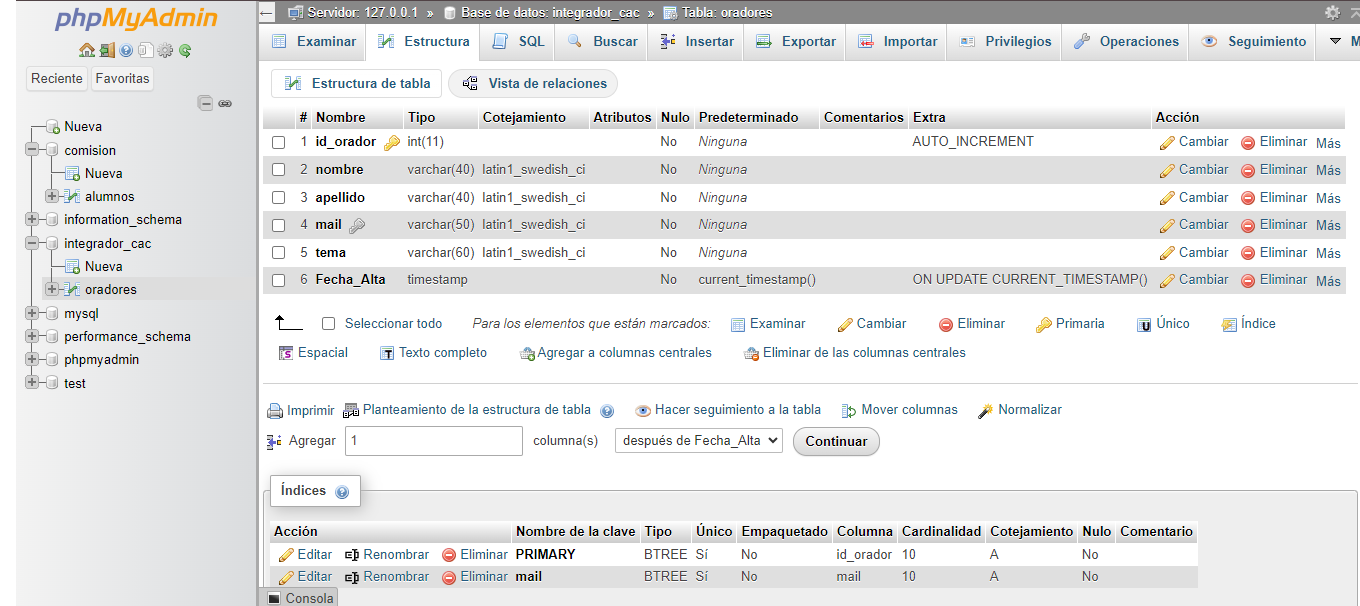 phpMyAdmin
Reciente Favoritas
Nueva
comision
Nueva
alumnos
information_schema
integrador_cac
Nueva
oradores
mysql
performance_schema
phpmyadmin
test
Servidor: 127.0.0.1 » Base de datos: integrador_cac » Tabla: oradores
Examinar Estructura SQL Buscar Insertar Exportar Importar Privilegios Operaciones Seguimiento M
Estructura de tabla Vista de relaciones
# Nombre Tipo Cotejamiento Atributos Nulo Predeterminado Comentarios Extra Acción
1 id_orador int(11) No Ninguna AUTO_INCREMENT Cambiar Eliminar Más
2 nombre varchar(40) latin1_swedish_ci No Ninguna Cambiar Eliminar Más
3 apellido varchar(40) latin1_swedish_ci No Ninguna Cambiar Eliminar Más
4 mail varchar(50) latin1_swedish_ci No Ninguna Cambiar Eliminar Más
5 tema varchar(60) latin1_swedish_ci No Ninguna Cambiar Eliminar Más
6 Fecha_Alta timestamp No current_timestamp() ON UPDATE CURRENT_TIMESTAMP() Cambiar Eliminar Más
Seleccionar todo Para los elementos que están marcados: Examinar Cambiar Eliminar Primaria Único Índice
Espacial Texto completo Agregar a columnas centrales Eliminar de las columnas centrales
Imprimir Planteamiento de la estructura de tabla Hacer seguimiento a la tabla Mover columnas Normalizar
Agregar 1 columna(s) después de Fecha_Alta Continuar
Índices
Acción Nombre de la clave Tipo Único Empaquetado Columna Cardinalidad Cotejamiento Nulo Comentario
Editar Renombrar Eliminar PRIMARY BTREE Sí No id_orador 10 A No
Editar Renombrar Eliminar mail BTREE Sí No mail 10 A No
Consola